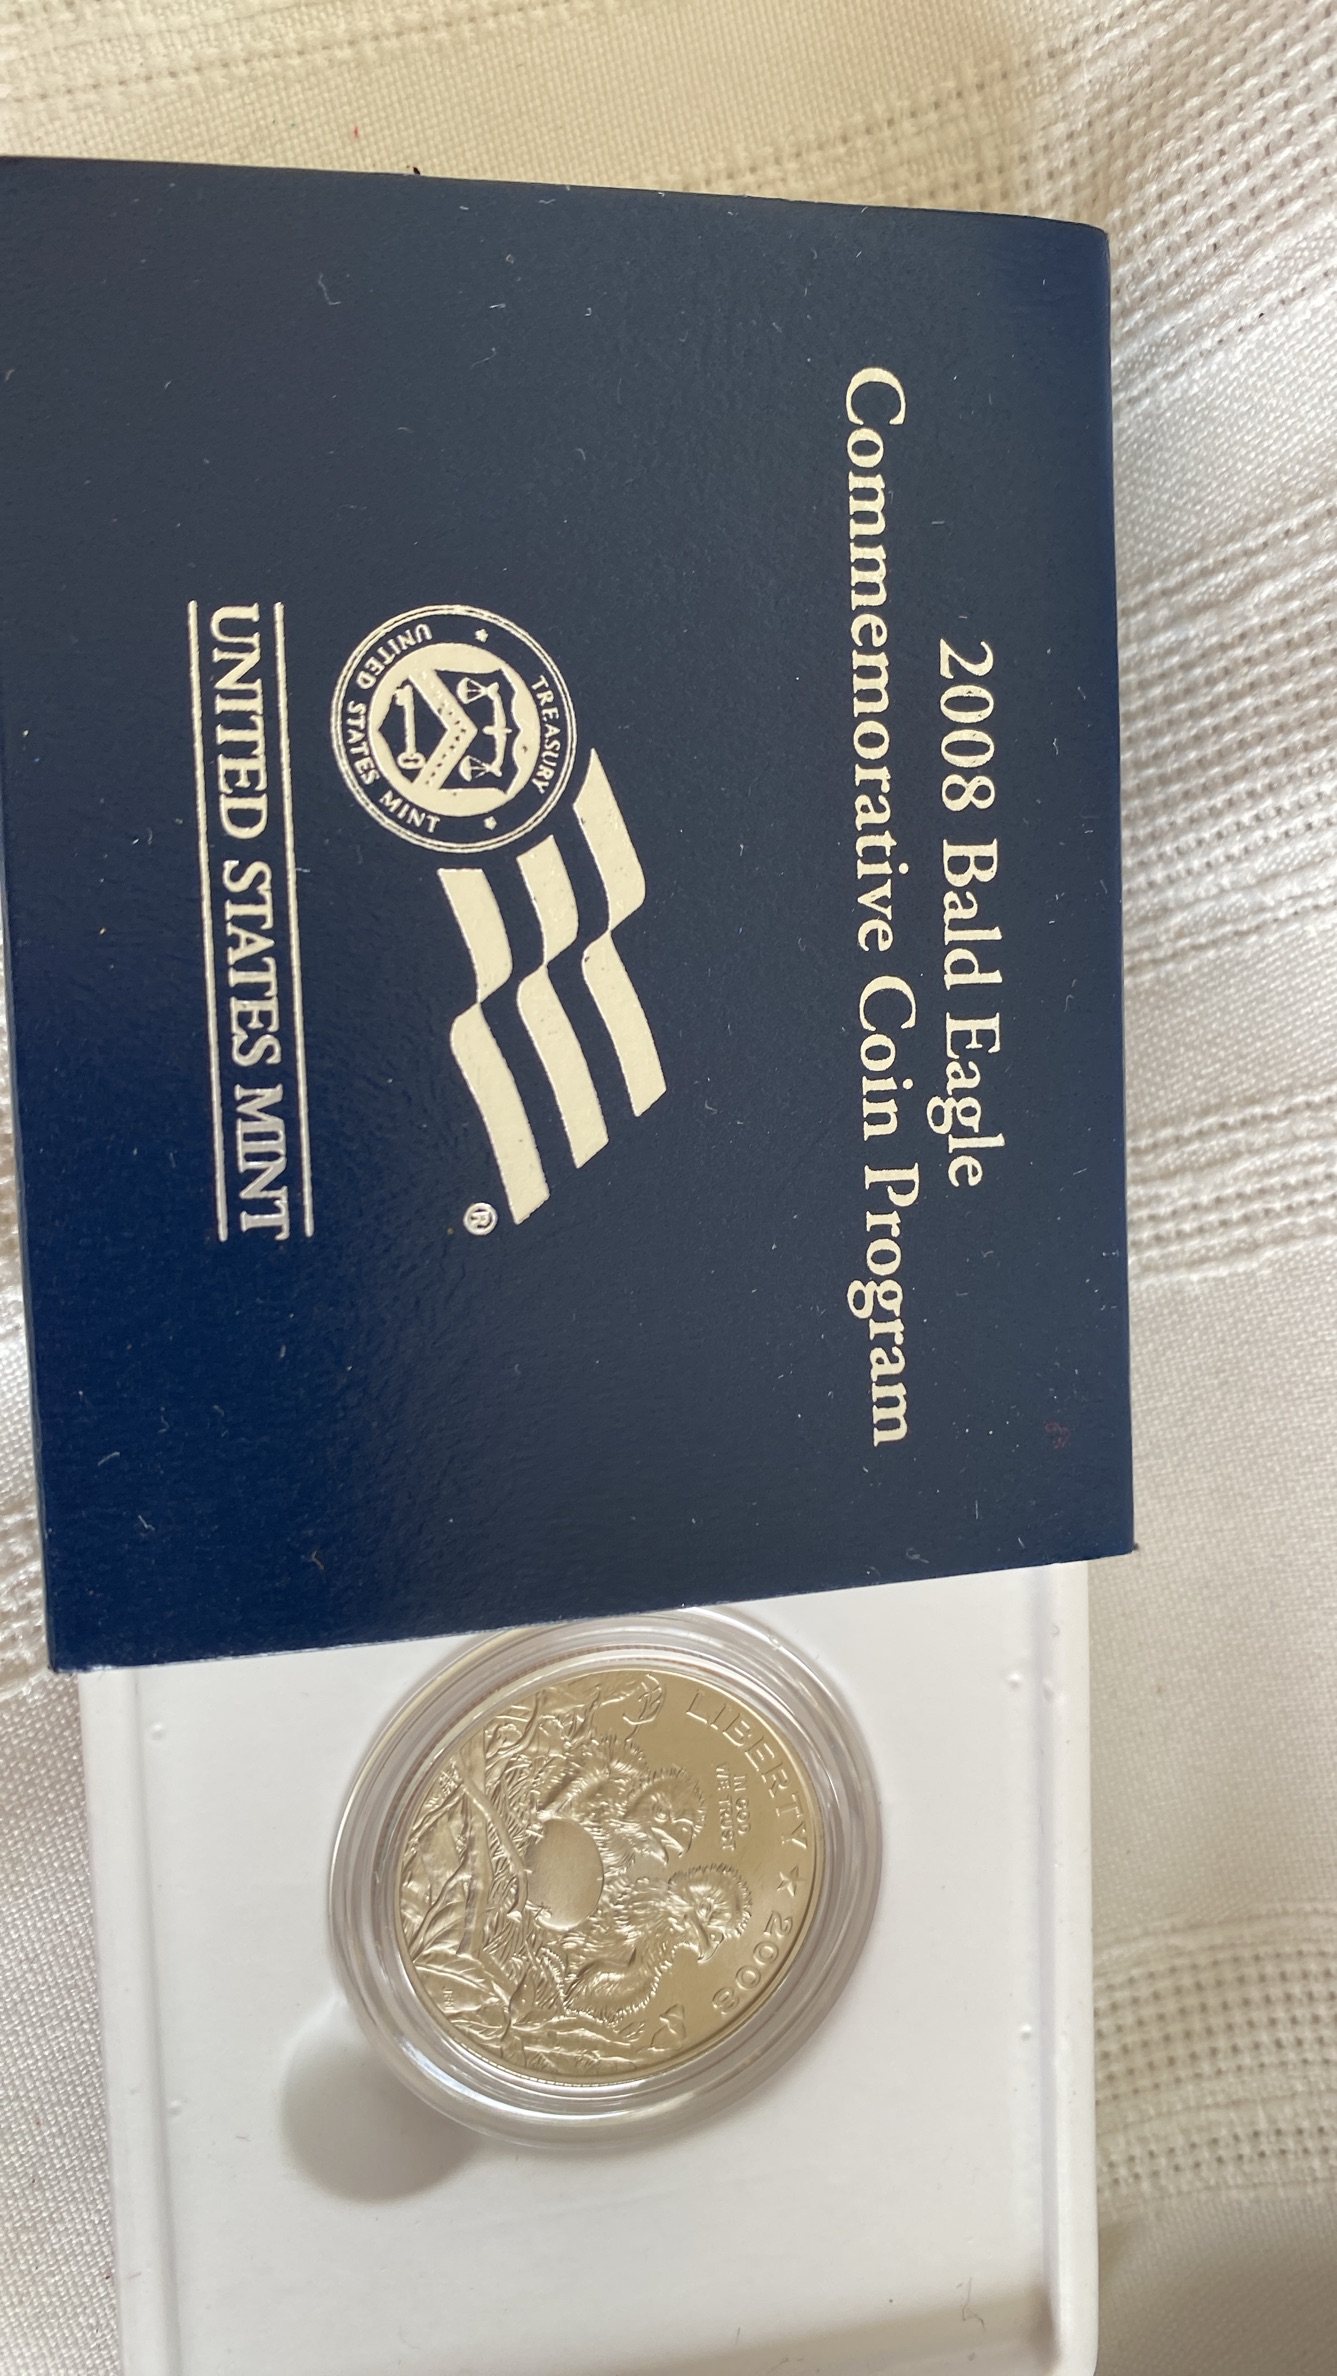 2008 Bald Eagle
Commemorative Coin Program
TREASURY
UNITED STATES MINT
®
UNITED STATES MINT
LIBERTY ★ 2008
IN GOD
WE TRUST